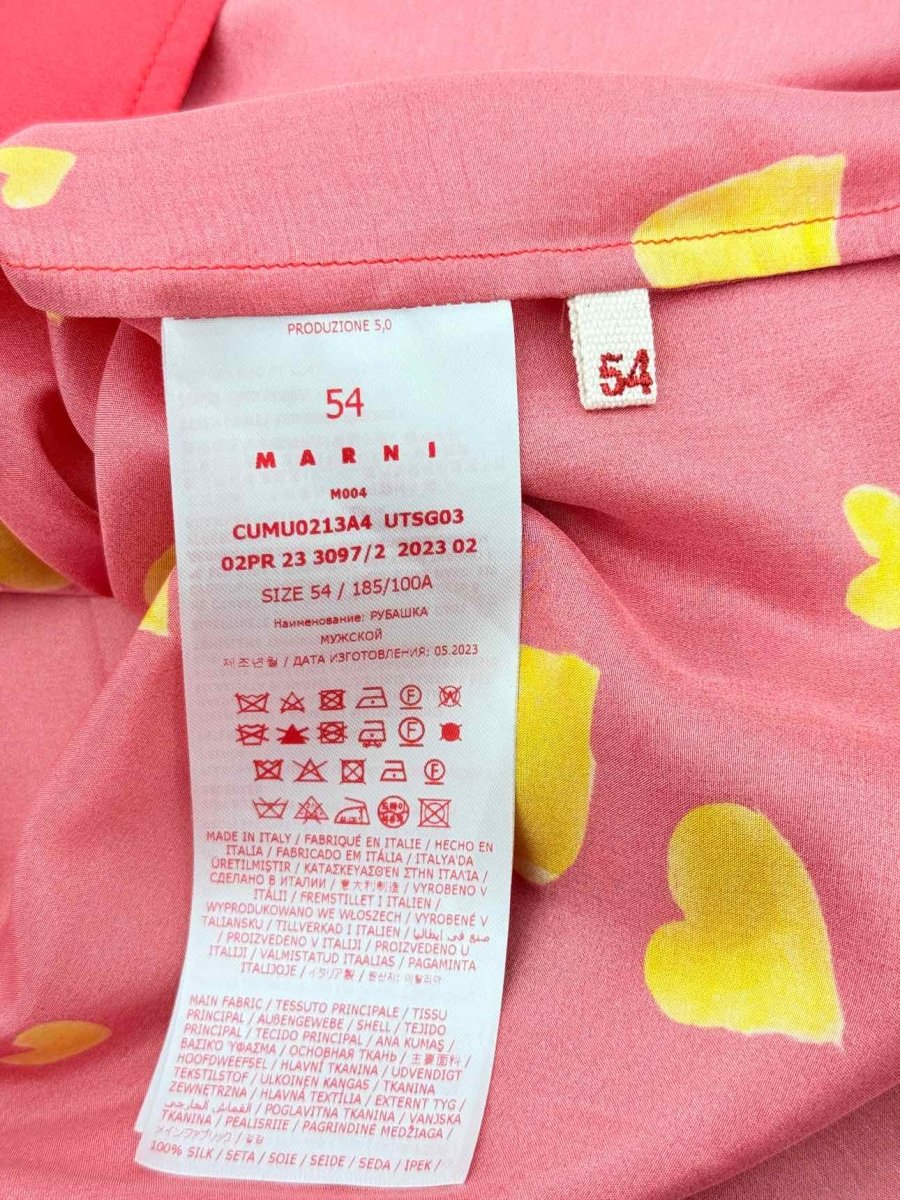 PRODUZIONE 5,0
54
54
MARNI
M004
CUMU0213A4 UTSG03
02PR 23 3097/2 2023 02
SIZE 54 / 185/100A
Наименование: РУБАШКА
МУЖСКОЙ
제조년월 / ДАТА ИЗГОТОВЛЕНИЯ: 05.2023
F
F
F
MADE IN ITALY / FABRIQUÉ EN ITALIE / HECHO EN
ITALIA / FABRICADO EM ITÁLIA / ITALYA'DA
ÜRETILMIŞTIR / ΚΑΤΑΣΚΕΥΑΣΘΕΝ ΣΤΗΝ ΙΤΑΛΙΑ /
СДЕЛАНО В ИТАЛИИ / 意大利制造 / VYROBENO V
ITÁLII / FREMSTILLET I ITALIEN /
WYPRODUKOWANO WE WŁOSZECH / VYROBENÉ V
TALIANSKU / TILLVERKAD I ITALIEN / صنع في إيطاليا
/ PROIZVEDENO V ITALIJI / PROIZVEDENO U
ITALIJI / VALMISTATUD ITAALIAS / PAGAMINTA
ITALIJOJE / イタリア製 / 원산지: 이탈리아
MAIN FABRIC / TESSUTO PRINCIPALE / TISSU
PRINCIPAL / AUßENGEWEBE / SHELL / TEJIDO
PRINCIPAL / TECIDO PRINCIPAL / ANA KUMAŞ /
ΒΑΣΙΚΟ ΎΦΑΣΜΑ / ОСНОВНАЯ ТКАНЬ / 主要面料 /
HOOFDWEEFSEL / HLAVNÍ TKANINA / UDVENDIGT
TEKSTILSTOF / ULKOINEN KANGAS / TKANINA
ZEWNETRZNA / HLAVNÁ TEXTÍLIA / EXTERNT TYG /
القماش الخارجي / POGLAVITNA TKANINA / VANJSKA
TKANINA / PEALISRIIE / PAGRINDINĖ MEDŽIAGA /
メインファブリック / 겉감
100% SILK / SETA / SOIE / SEIDE / SEDA / İPEK /